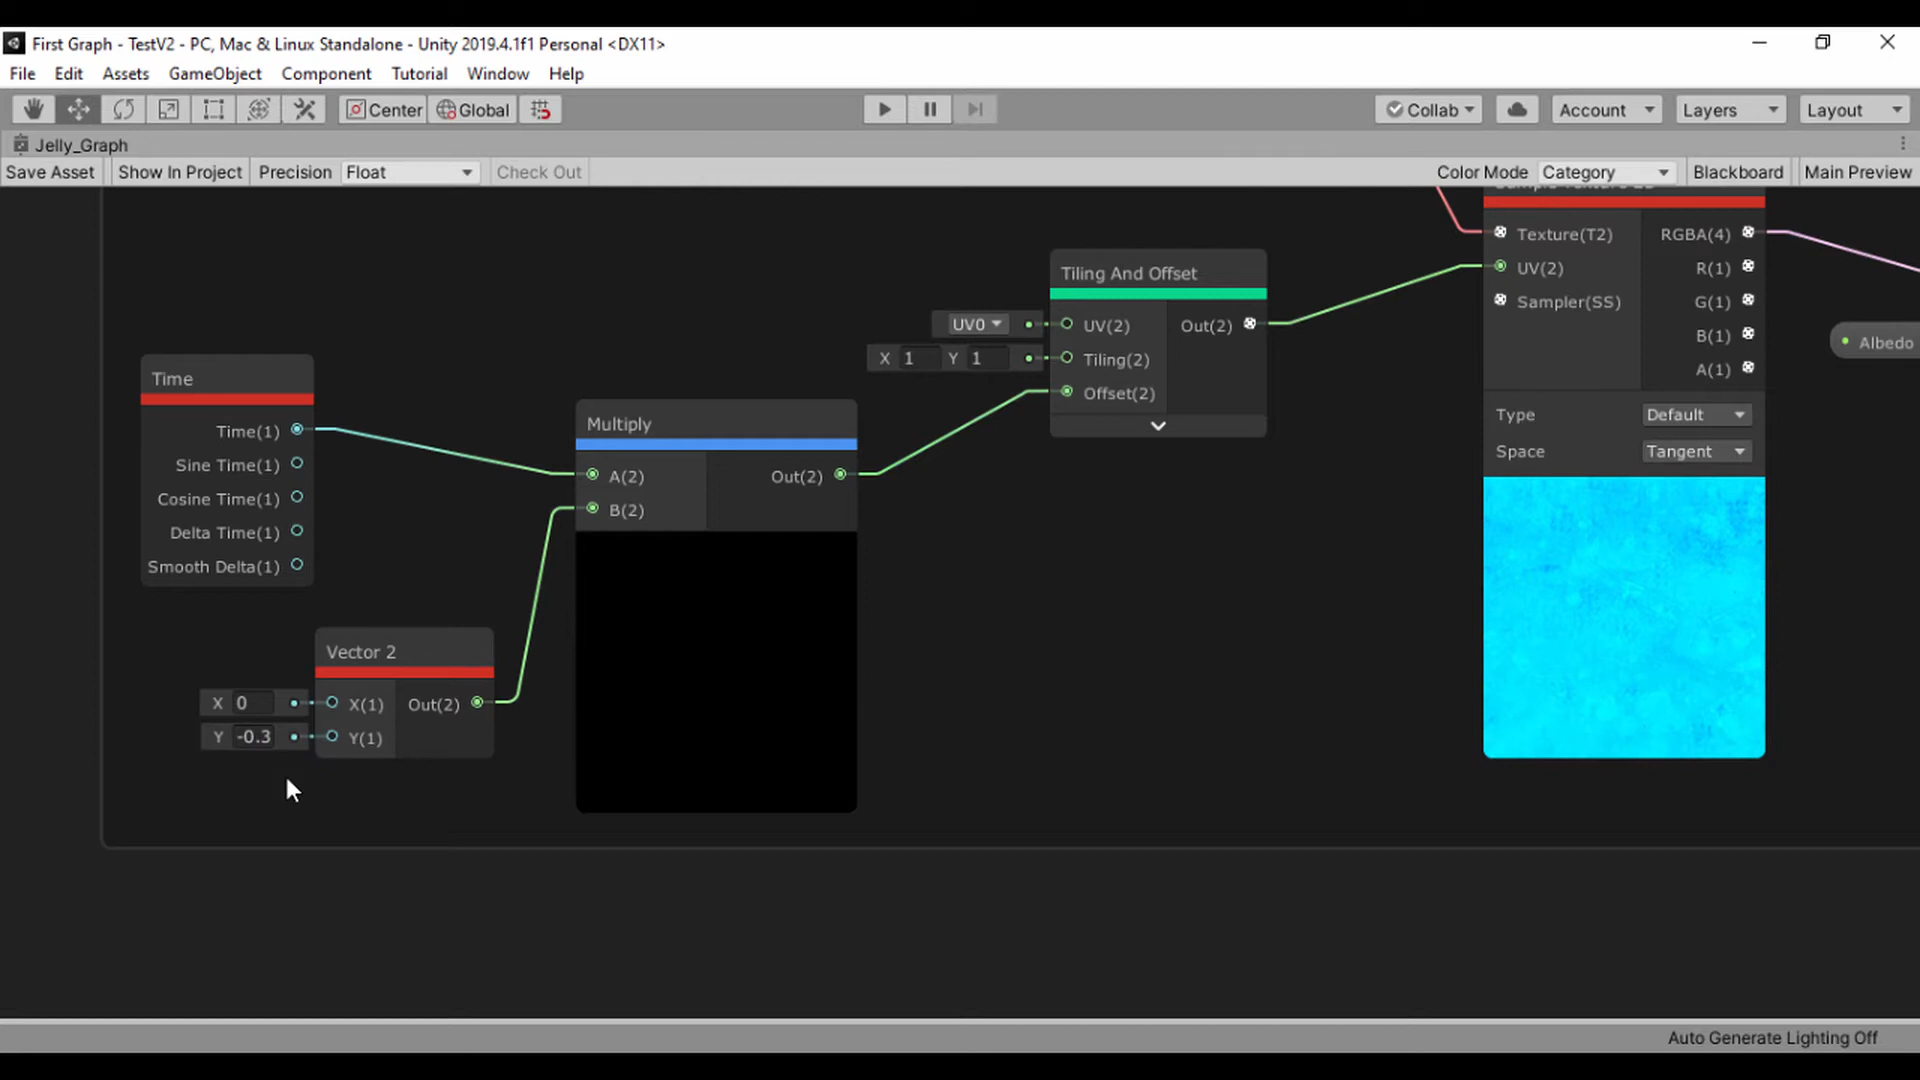 First Graph - TestV2 - PC, Mac & Linux Standalone - Unity 2019.4.1f1 Personal <DX11>
File Edit Assets GameObject Component Tutorial Window Help
Center Global Collab Account Layers Layout
Jelly_Graph
Save Asset Show In Project Precision Float Check Out Color Mode Category Blackboard Main Preview
Time
Time(1)
Sine Time(1)
Cosine Time(1)
Delta Time(1)
Smooth Delta(1)
Vector 2
X 0 X(1) Out(2)
Y -0.3 Y(1)
Multiply
A(2) Out(2)
B(2)
Tiling And Offset
UV0 UV(2) Out(2)
X 1 Y 1 Tiling(2)
Offset(2)
Texture(T2) RGBA(4)
UV(2) R(1)
Sampler(SS) G(1)
B(1)
A(1)
Type Default
Space Tangent
Albedo
Auto Generate Lighting Off